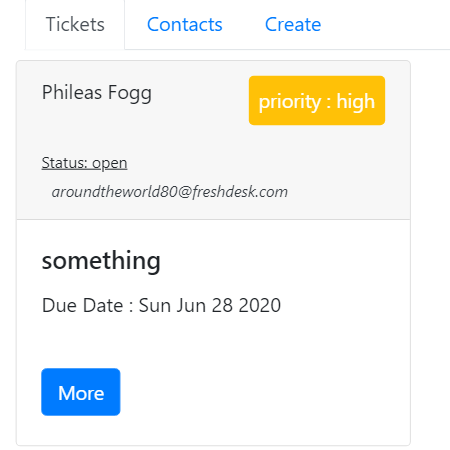 Tickets Contacts Create
Phileas Fogg priority : high
Status: open
aroundtheworld80@freshdesk.com
something
Due Date : Sun Jun 28 2020
More